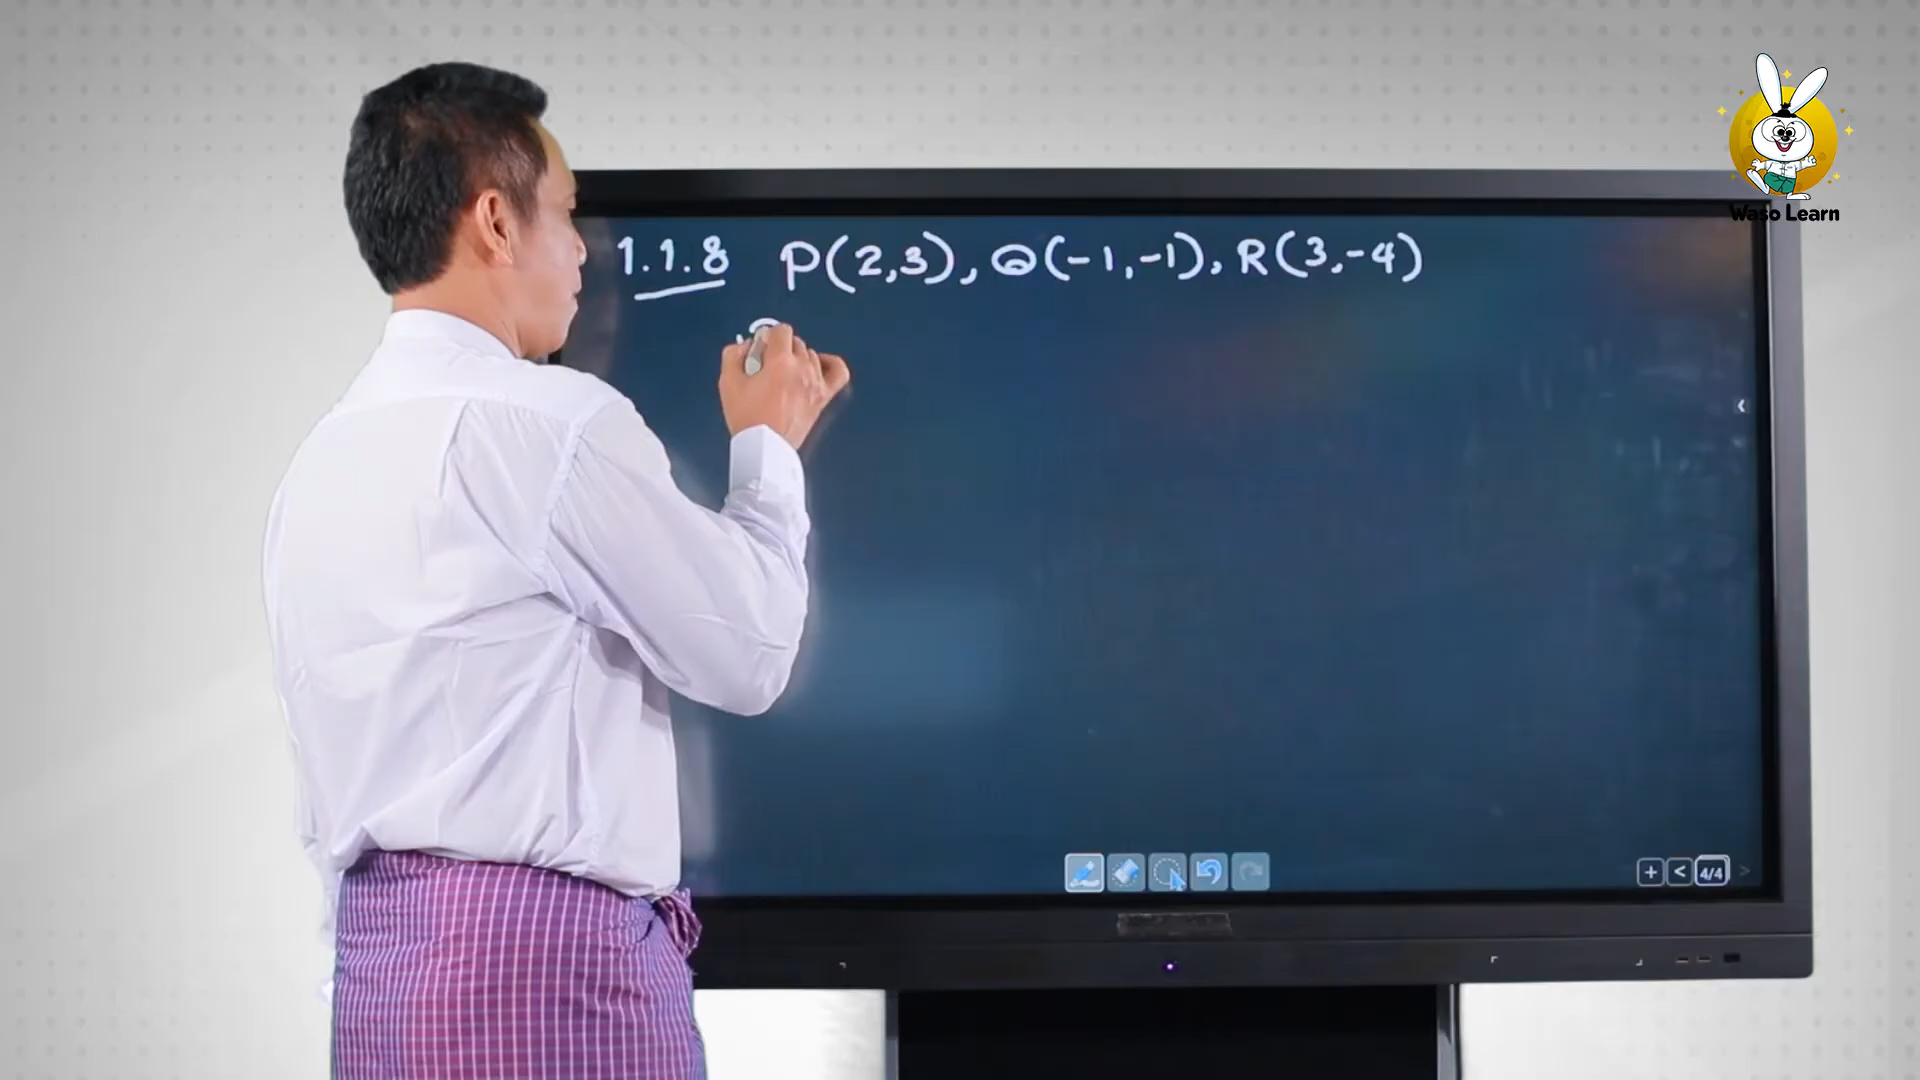 Waso Learn
1.1.8 P(2,3), Q(-1,-1), R(3,-4)
4/4